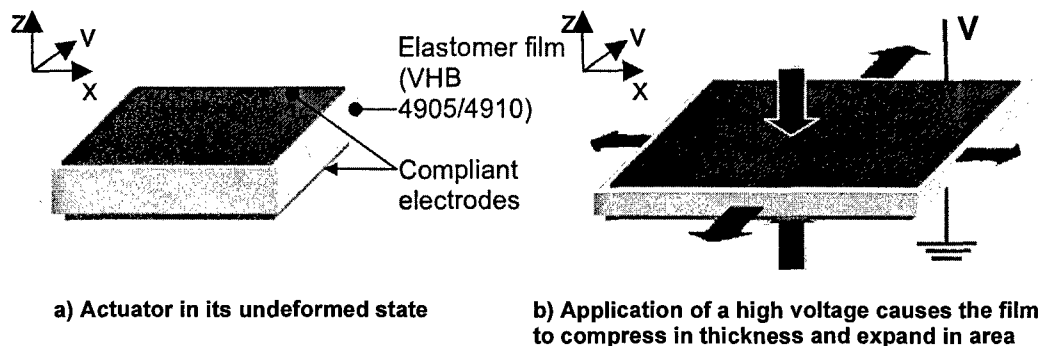 Z
V
X
Elastomer film
(VHB
4905/4910)
Compliant
electrodes
a) Actuator in its undeformed state
Z
V
X
V
b) Application of a high voltage causes the film
to compress in thickness and expand in area